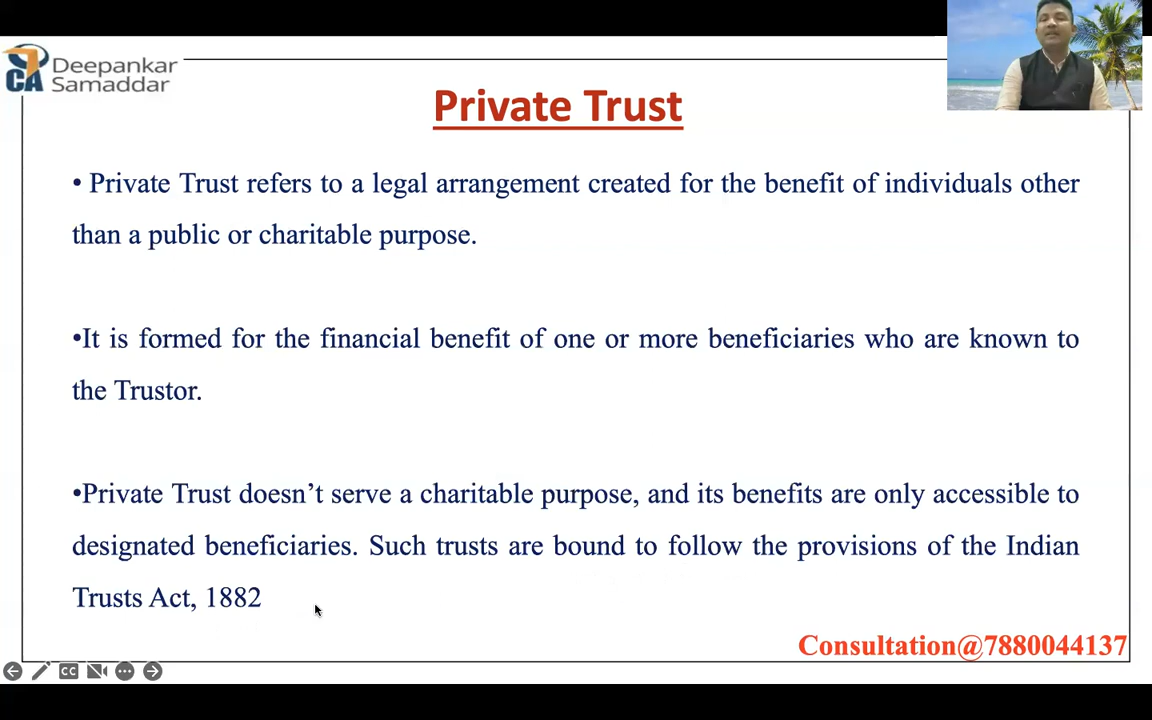 CA
Deepankar
Samaddar
Private Trust
• Private Trust refers to a legal arrangement created for the benefit of individuals other
than a public or charitable purpose.
•It is formed for the financial benefit of one or more beneficiaries who are known to
the Trustor.
•Private Trust doesn’t serve a charitable purpose, and its benefits are only accessible to
designated beneficiaries. Such trusts are bound to follow the provisions of the Indian
Trusts Act, 1882
Consultation@7880044137
CC